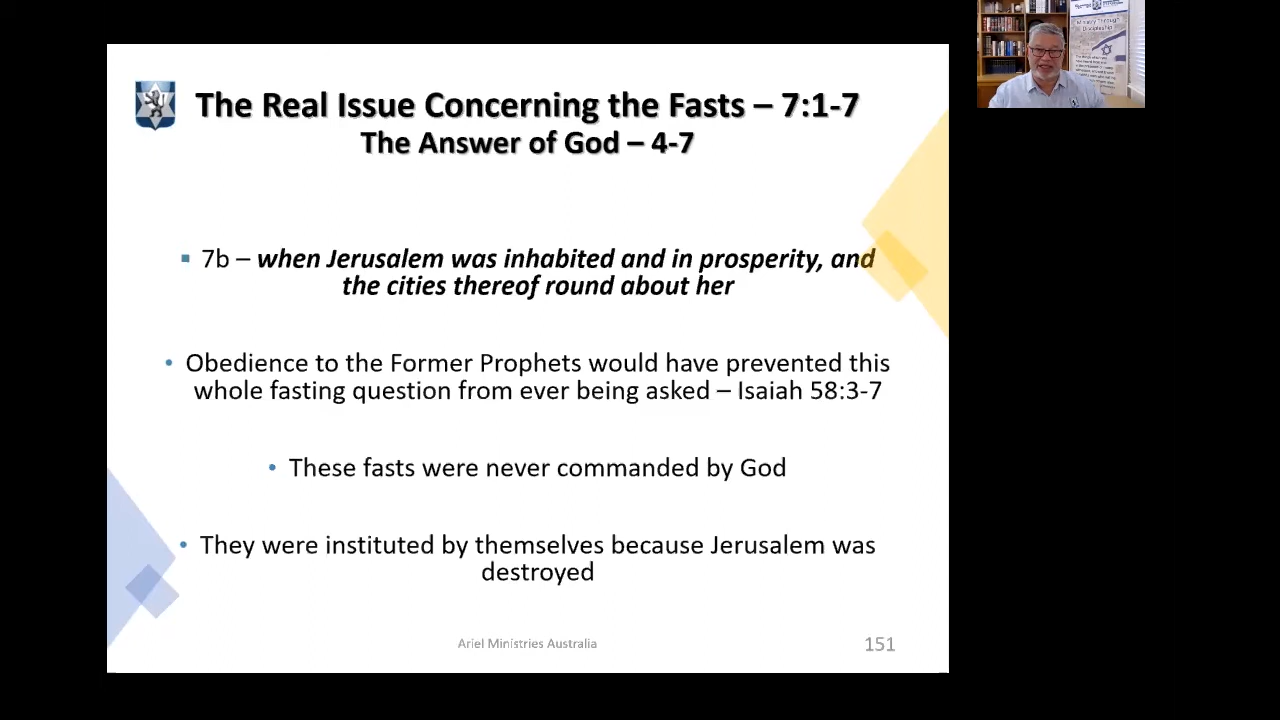 The Real Issue Concerning the Fasts – 7:1-7
The Answer of God – 4-7
▪ 7b – when Jerusalem was inhabited and in prosperity, and
the cities thereof round about her
• Obedience to the Former Prophets would have prevented this
whole fasting question from ever being asked – Isaiah 58:3-7
• These fasts were never commanded by God
• They were instituted by themselves because Jerusalem was
destroyed
Ariel Ministries Australia
151
Ministry Through
Discipleship